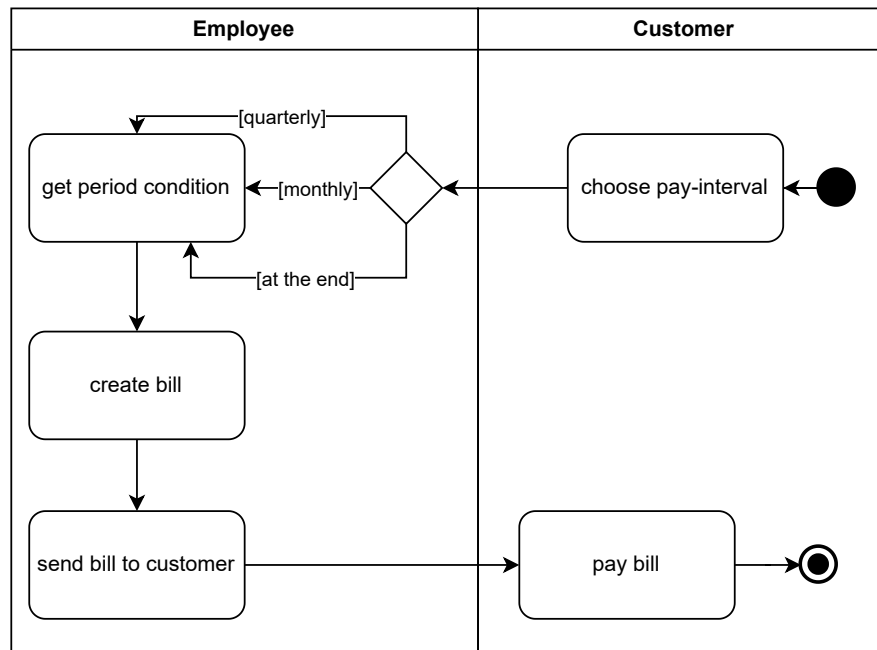 Employee
Customer
[quarterly]
get period condition
[monthly]
choose pay-interval
[at the end]
create bill
send bill to customer
pay bill